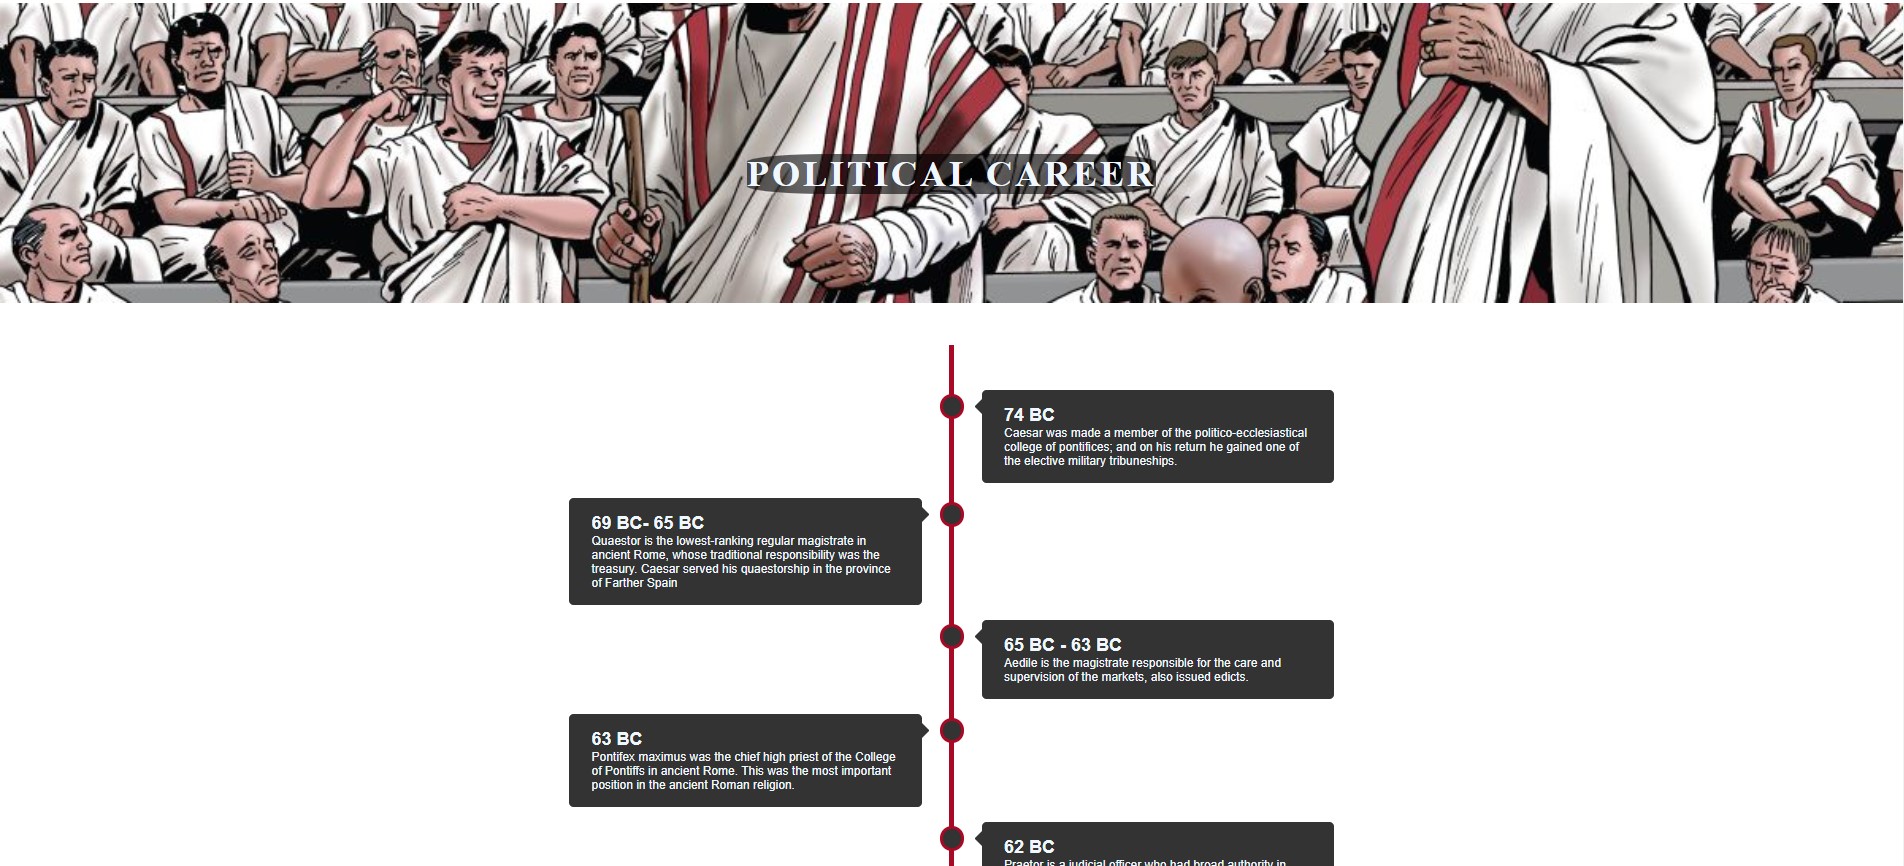 POLITICAL CAREER
74 BC
Caesar was made a member of the politico-ecclesiastical
college of pontifices; and on his return he gained one of
the elective military tribuneships.
69 BC- 65 BC
Quaestor is the lowest-ranking regular magistrate in
ancient Rome, whose traditional responsibility was the
treasury. Caesar served his quaestorship in the province
of Farther Spain
65 BC - 63 BC
Aedile is the magistrate responsible for the care and
supervision of the markets, also issued edicts.
63 BC
Pontifex maximus was the chief high priest of the College
of Pontiffs in ancient Rome. This was the most important
position in the ancient Roman religion.
62 BC
Praetor is a judicial officer who had broad authority in